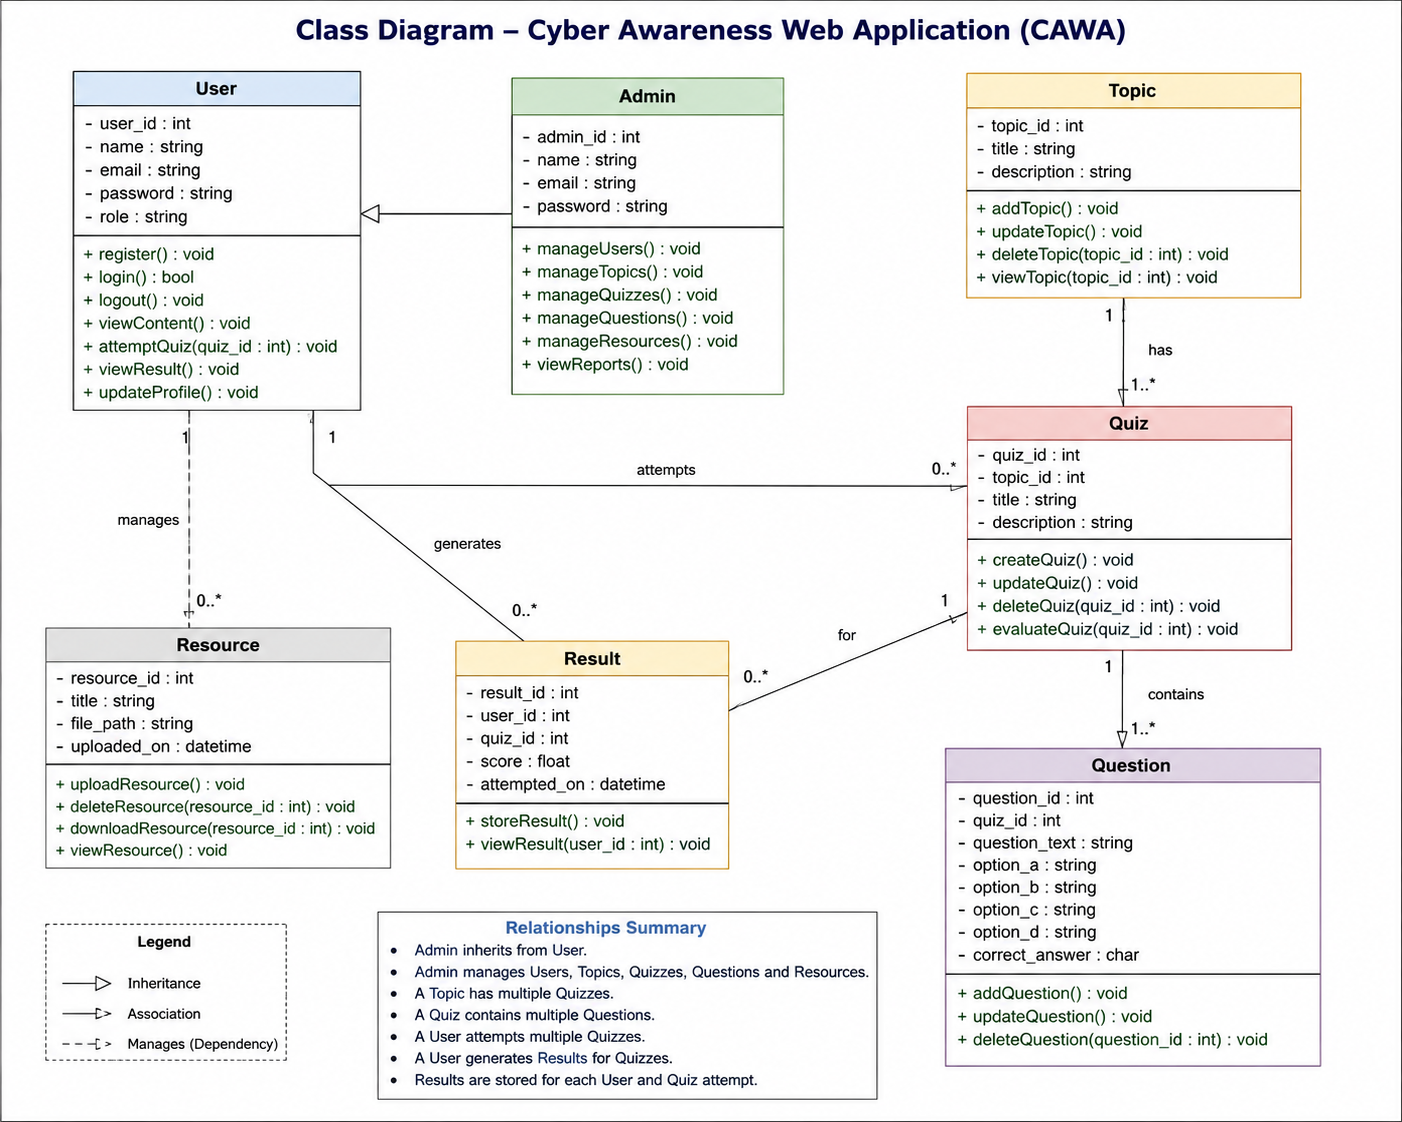 Class Diagram – Cyber Awareness Web Application (CAWA)
User
- user_id : int
- name : string
- email : string
- password : string
- role : string
+ register() : void
+ login() : bool
+ logout() : void
+ viewContent() : void
+ attemptQuiz(quiz_id : int) : void
+ viewResult() : void
+ updateProfile() : void
Admin
- admin_id : int
- name : string
- email : string
- password : string
+ manageUsers() : void
+ manageTopics() : void
+ manageQuizzes() : void
+ manageQuestions() : void
+ manageResources() : void
+ viewReports() : void
Topic
- topic_id : int
- title : string
- description : string
+ addTopic() : void
+ updateTopic() : void
+ deleteTopic(topic_id : int) : void
+ viewTopic(topic_id : int) : void
1
has
1..*
1
manages
0..*
1
attempts
0..*
generates
0..*
Quiz
- quiz_id : int
- topic_id : int
- title : string
- description : string
+ createQuiz() : void
+ updateQuiz() : void
+ deleteQuiz(quiz_id : int) : void
+ evaluateQuiz(quiz_id : int) : void
1
for
0..*
1
contains
1..*
Resource
- resource_id : int
- title : string
- file_path : string
- uploaded_on : datetime
+ uploadResource() : void
+ deleteResource(resource_id : int) : void
+ downloadResource(resource_id : int) : void
+ viewResource() : void
Result
- result_id : int
- user_id : int
- quiz_id : int
- score : float
- attempted_on : datetime
+ storeResult() : void
+ viewResult(user_id : int) : void
Question
- question_id : int
- quiz_id : int
- question_text : string
- option_a : string
- option_b : string
- option_c : string
- option_d : string
- correct_answer : char
+ addQuestion() : void
+ updateQuestion() : void
+ deleteQuestion(question_id : int) : void
Legend
Inheritance
Association
Manages (Dependency)
Relationships Summary
• Admin inherits from User.
• Admin manages Users, Topics, Quizzes, Questions and Resources.
• A Topic has multiple Quizzes.
• A Quiz contains multiple Questions.
• A User attempts multiple Quizzes.
• A User generates Results for Quizzes.
• Results are stored for each User and Quiz attempt.